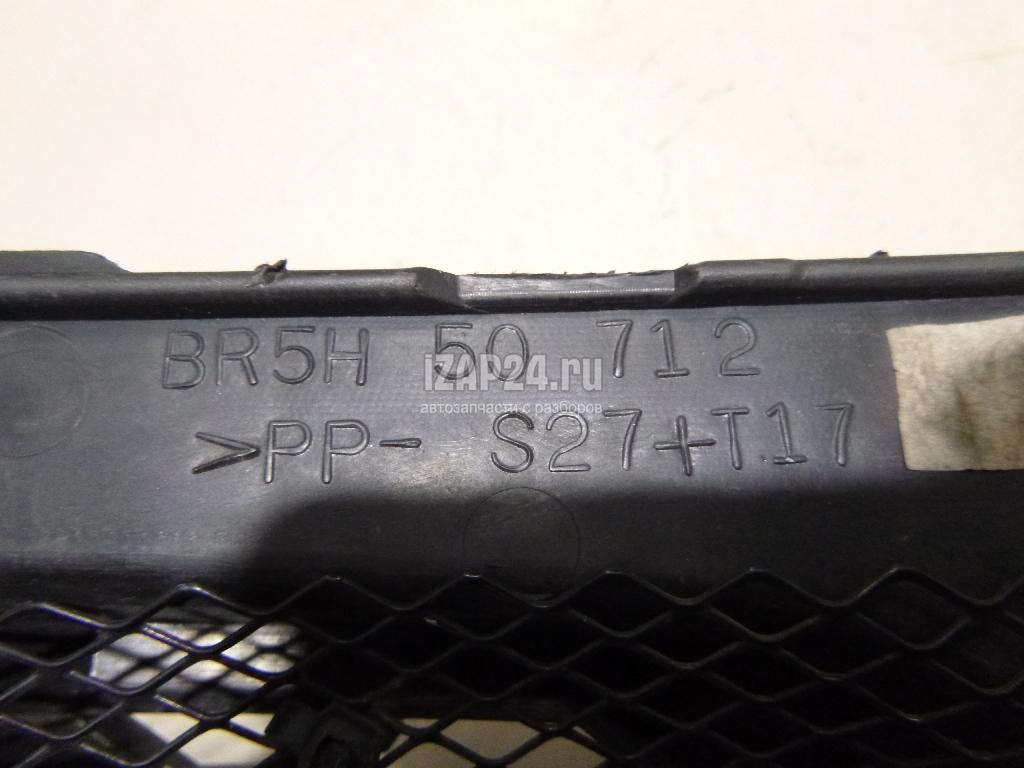 BR5H 50 712
iZAP24.ru
автозапчасти с разборов
>PP- S27+T17